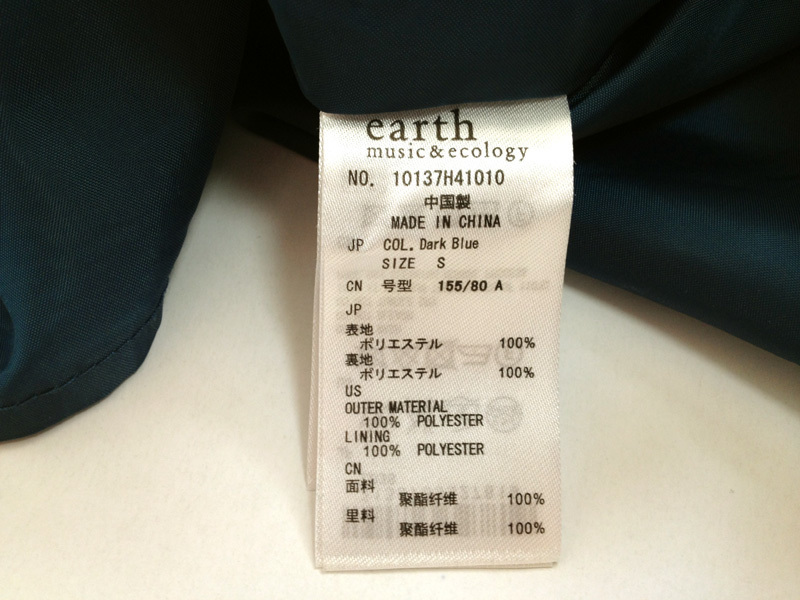 earth
music&ecology
NO. 10137H41010
中国製
MADE IN CHINA
JP COL. Dark Blue
SIZE S
CN 号型 155/80 A
JP
表地
ポリエステル 100%
裏地
ポリエステル 100%
US
OUTER MATERIAL
100% POLYESTER
LINING
100% POLYESTER
CN
面料
聚酯纤维 100%
里料
聚酯纤维 100%